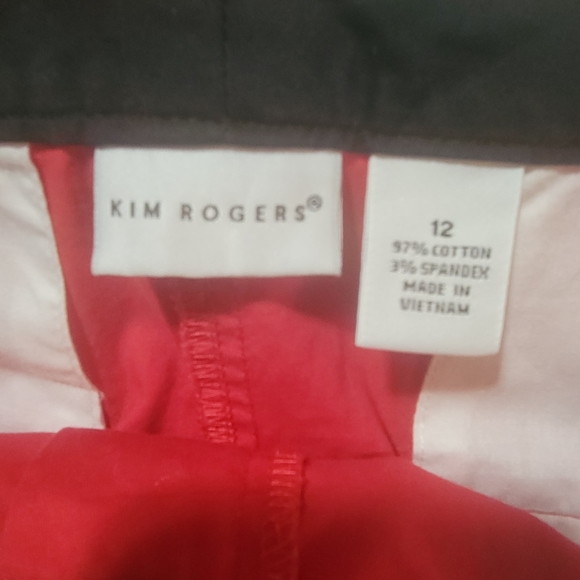 KIM ROGERS®
12
97% COTTON
3% SPANDEX
MADE IN
VIETNAM